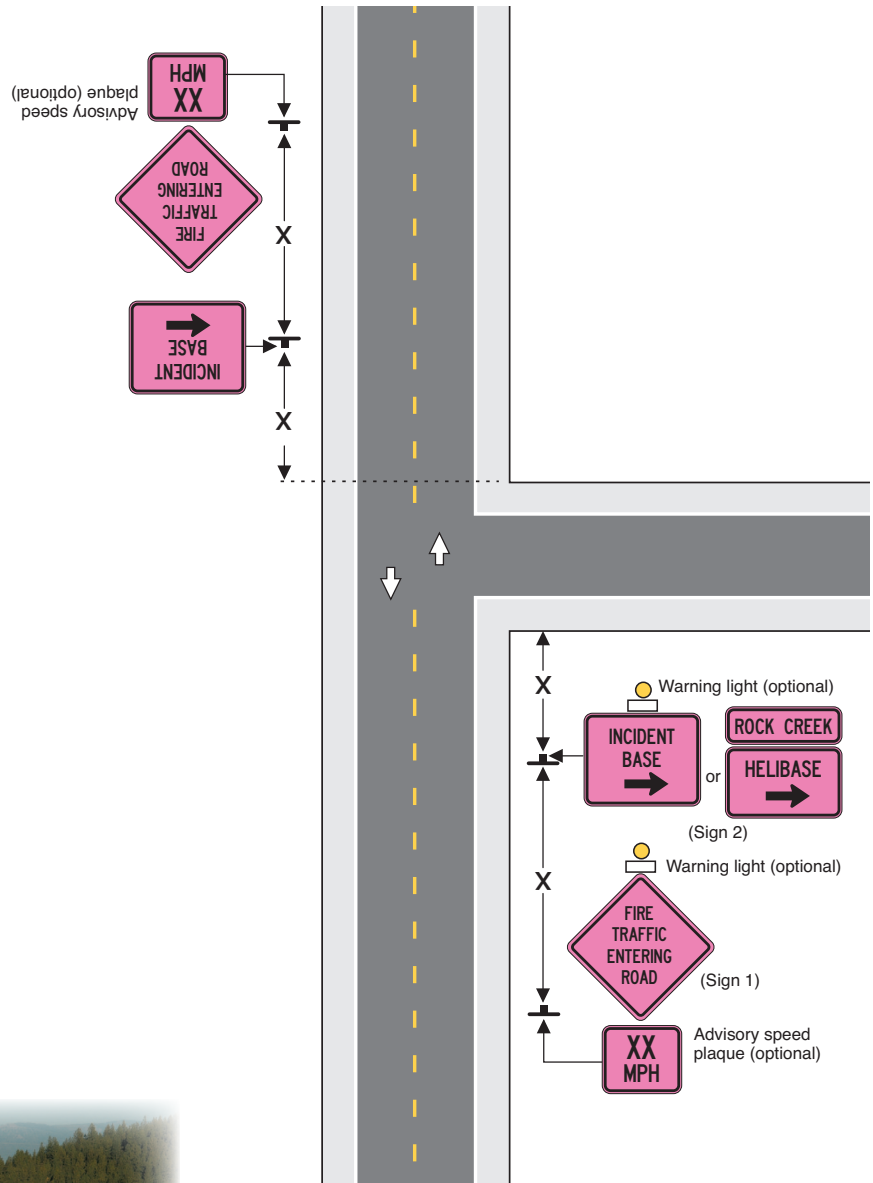 XX
MPH
Advisory speed
plaque (optional)
FIRE
TRAFFIC
ENTERING
ROAD
X
INCIDENT
BASE
X
X
Warning light (optional)
INCIDENT
BASE
or
ROCK CREEK
HELIBASE
(Sign 2)
Warning light (optional)
X
FIRE
TRAFFIC
ENTERING
ROAD
(Sign 1)
XX
MPH
Advisory speed
plaque (optional)